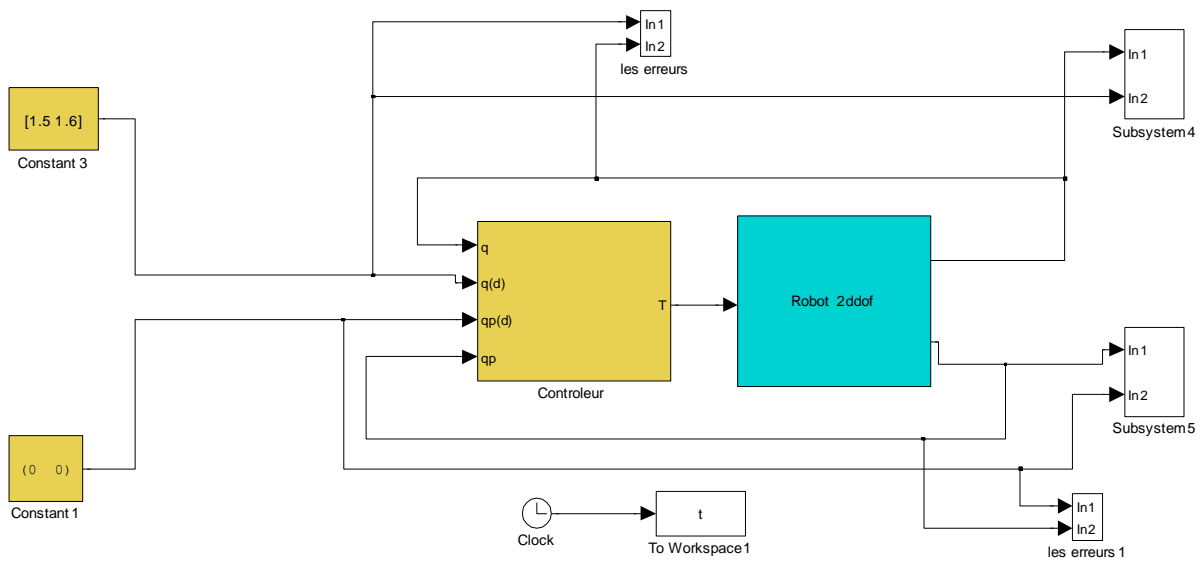 In1
In2
les erreurs
In1
In2
Subsystem4
[1.5 1.6]
Constant 3
q
q(d)
qp(d)
qp
T
Controleur
Robot 2ddof
In1
In2
Subsystem5
(0 0)
Constant 1
Clock
t
To Workspace1
In1
In2
les erreurs 1